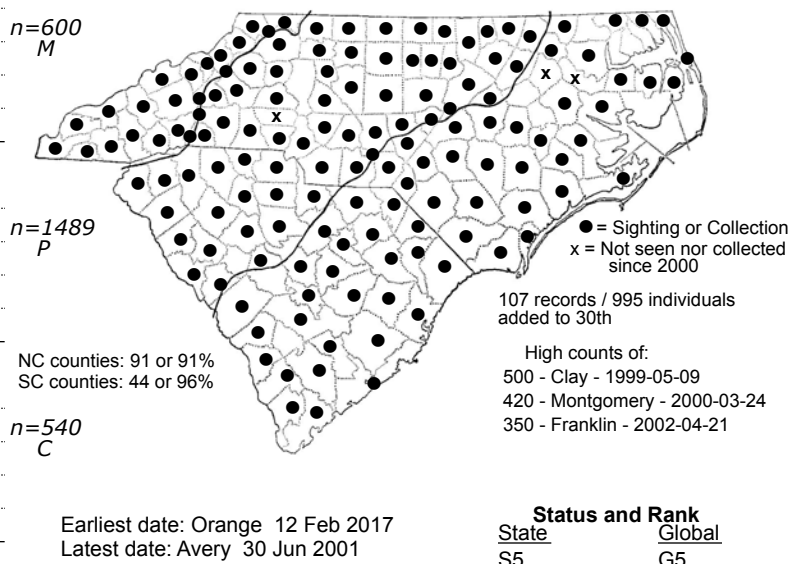 n=600
M
n=1489
P
n=540
C
x
x
x
● = Sighting or Collection
x = Not seen nor collected
since 2000
107 records / 995 individuals
added to 30th
High counts of:
500 - Clay - 1999-05-09
420 - Montgomery - 2000-03-24
350 - Franklin - 2002-04-21
NC counties: 91 or 91%
SC counties: 44 or 96%
Earliest date: Orange 12 Feb 2017
Latest date: Avery 30 Jun 2001
Status and Rank
State Global
S5 G5